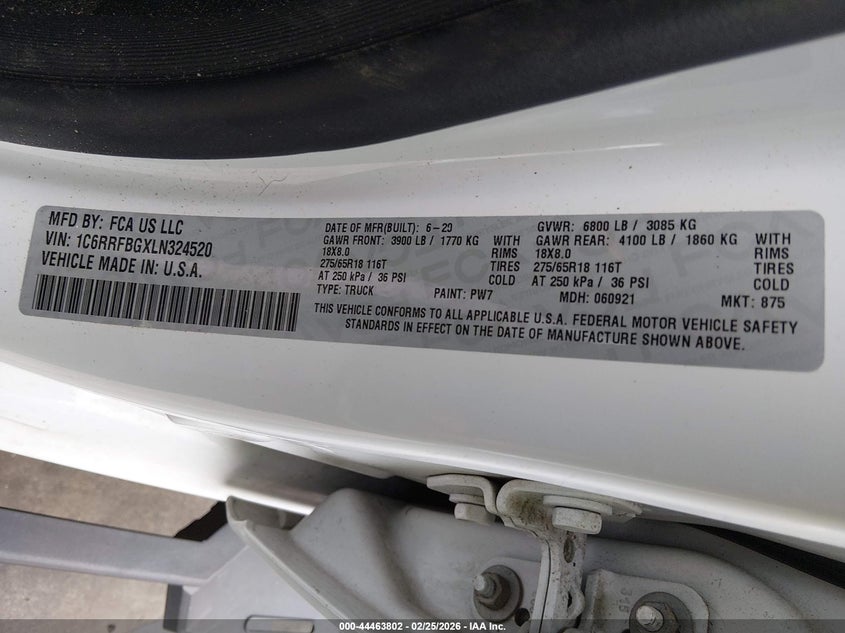 MFD BY: FCA US LLC
VIN: 1C6RRFBGXLN324520
VEHICLE MADE IN: U.S.A.
DATE OF MFR(BUILT): 6-20
GAWR FRONT: 3900 LB / 1770 KG WITH
18X8.0 RIMS
275/65R18 116T TIRES
AT 250 kPa / 36 PSI COLD
TYPE: TRUCK PAINT: PW7
GVWR: 6800 LB / 3085 KG
GAWR REAR: 4100 LB / 1860 KG WITH
18X8.0 RIMS
275/65R18 116T TIRES
AT 250 kPa / 36 PSI COLD
MDH: 060921 MKT: 875
THIS VEHICLE CONFORMS TO ALL APPLICABLE U.S.A. FEDERAL MOTOR VEHICLE SAFETY
STANDARDS IN EFFECT ON THE DATE OF MANUFACTURE SHOWN ABOVE.
315
000-44463802 - 02/25/2026 - IAA Inc.